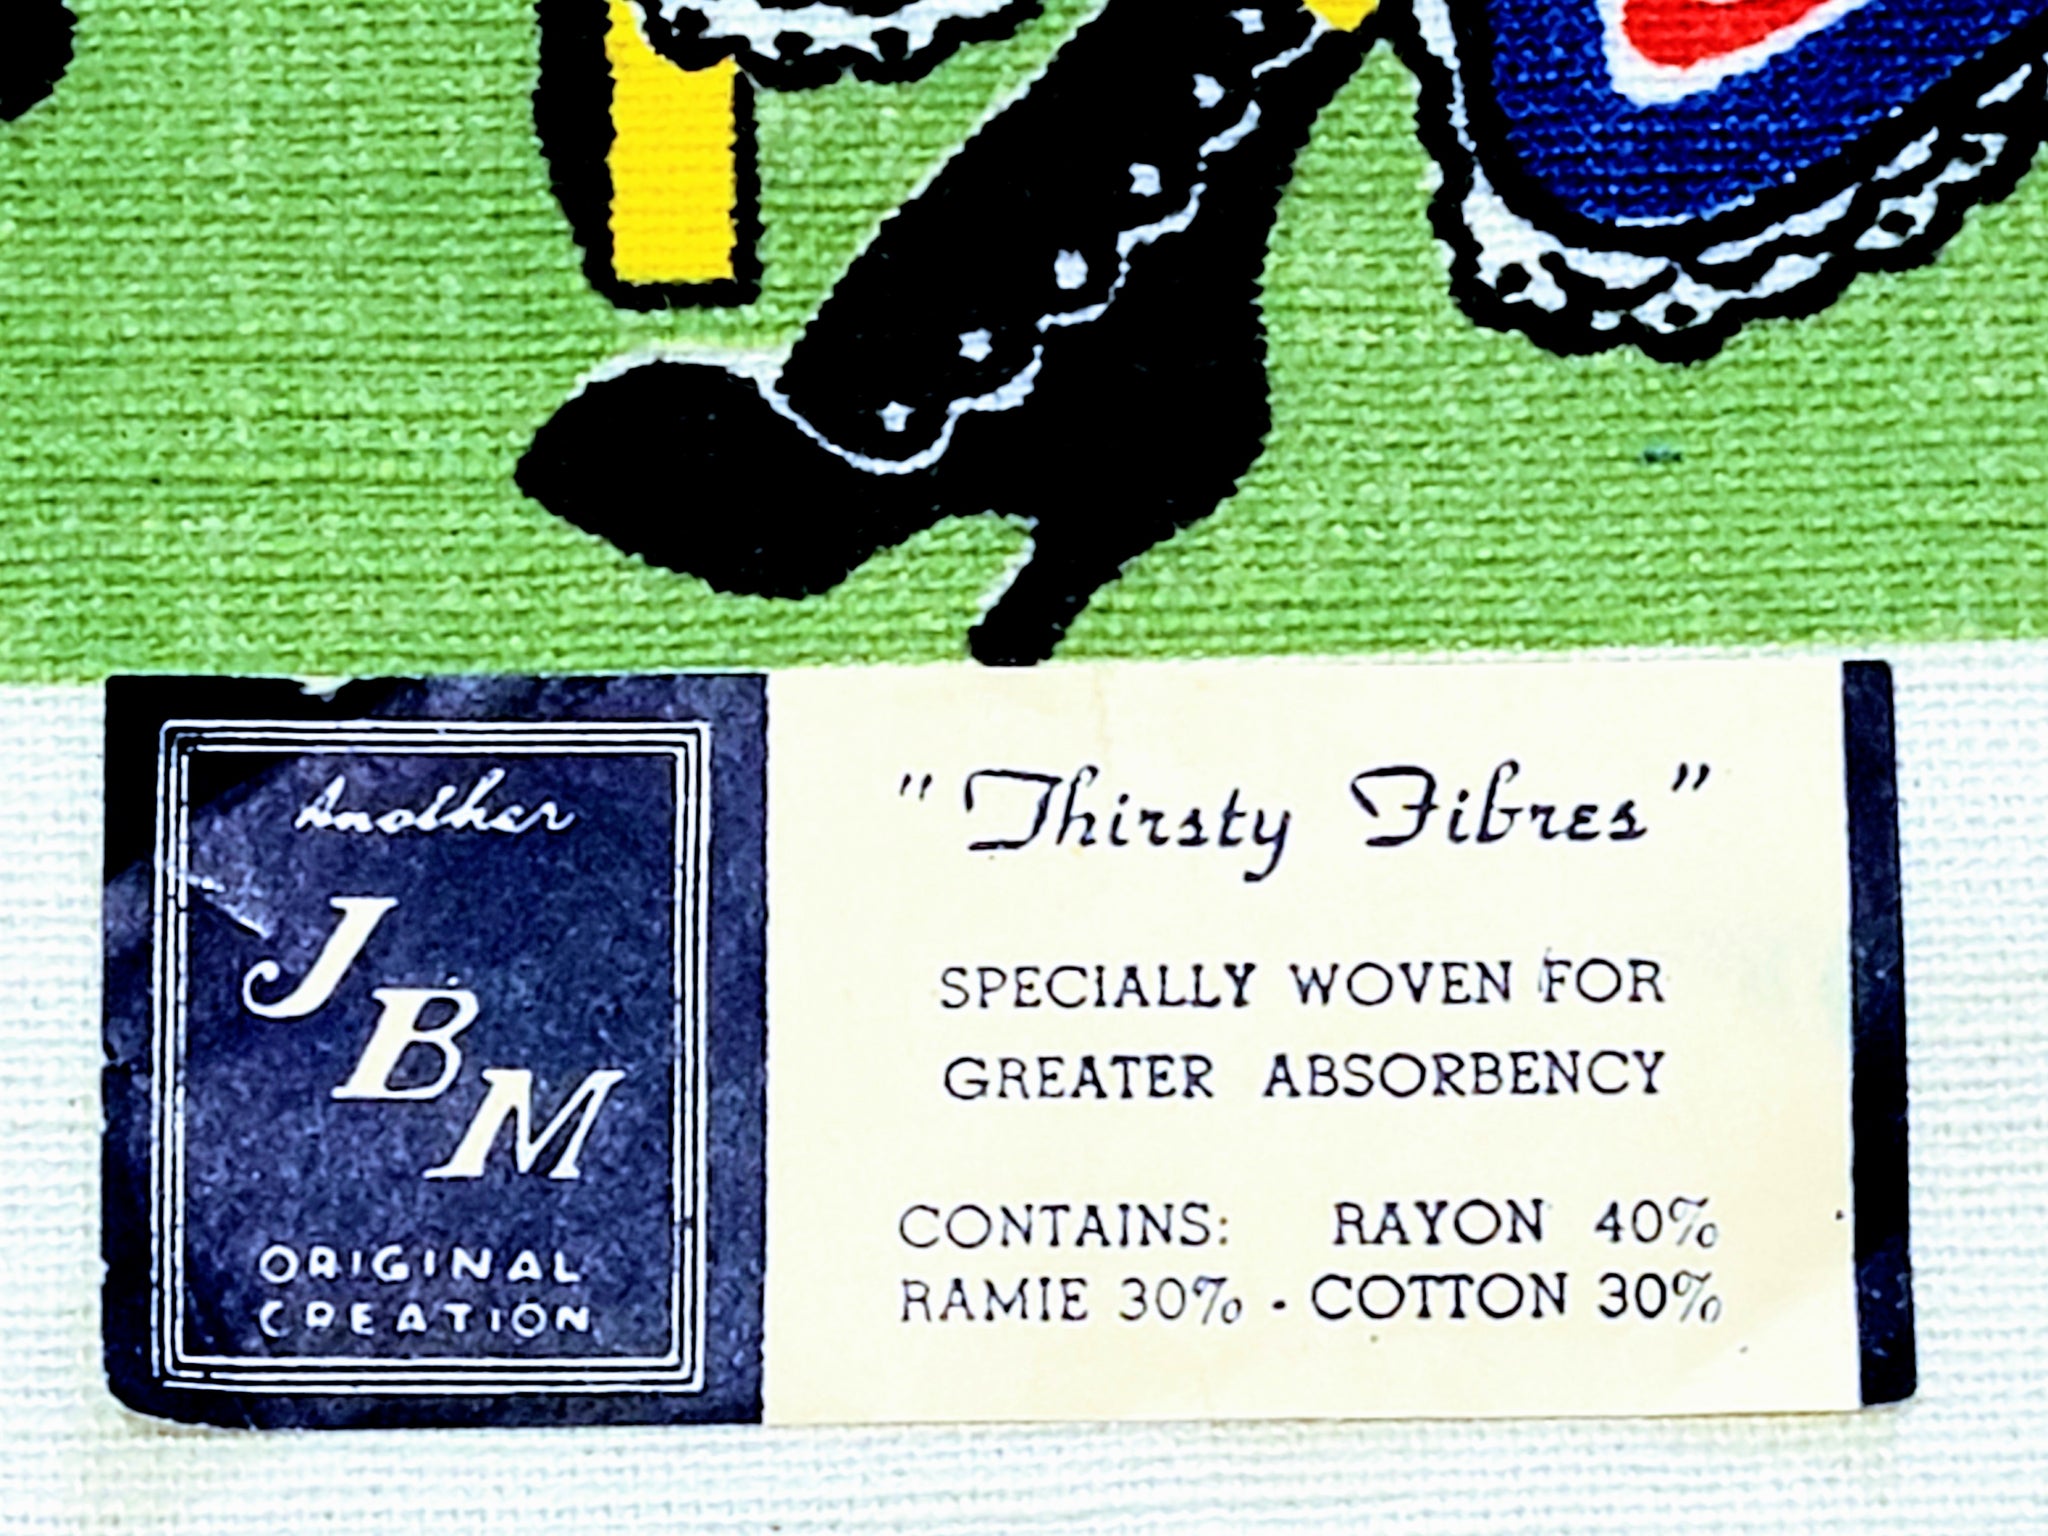 Another
JBM
ORIGINAL
CREATION
"Thirsty Fibres"
SPECIALLY WOVEN FOR
GREATER ABSORBENCY
CONTAINS: RAYON 40%
RAMIE 30% - COTTON 30%